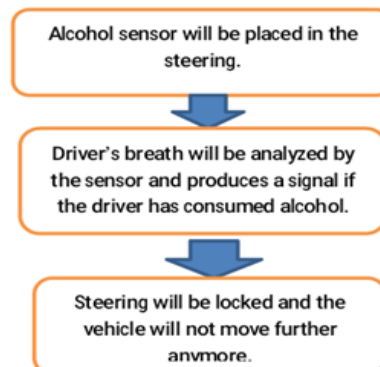 Alcohol sensor will be placed in the
steering.
Driver's breath will be analyzed by
the sensor and produces a signal if
the driver has consumed alcohol.
Steering will be locked and the
vehicle will not move further
anymore.